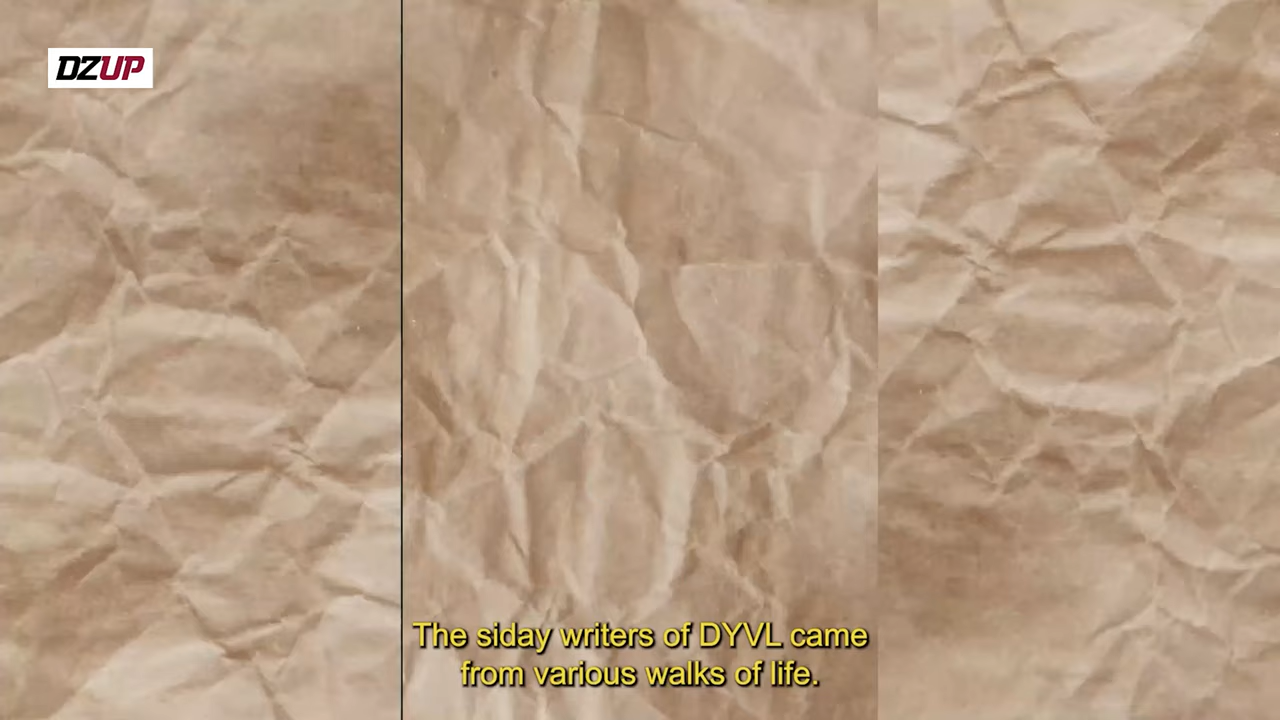 DZUP
The siday writers of DYVL came
from various walks of life.